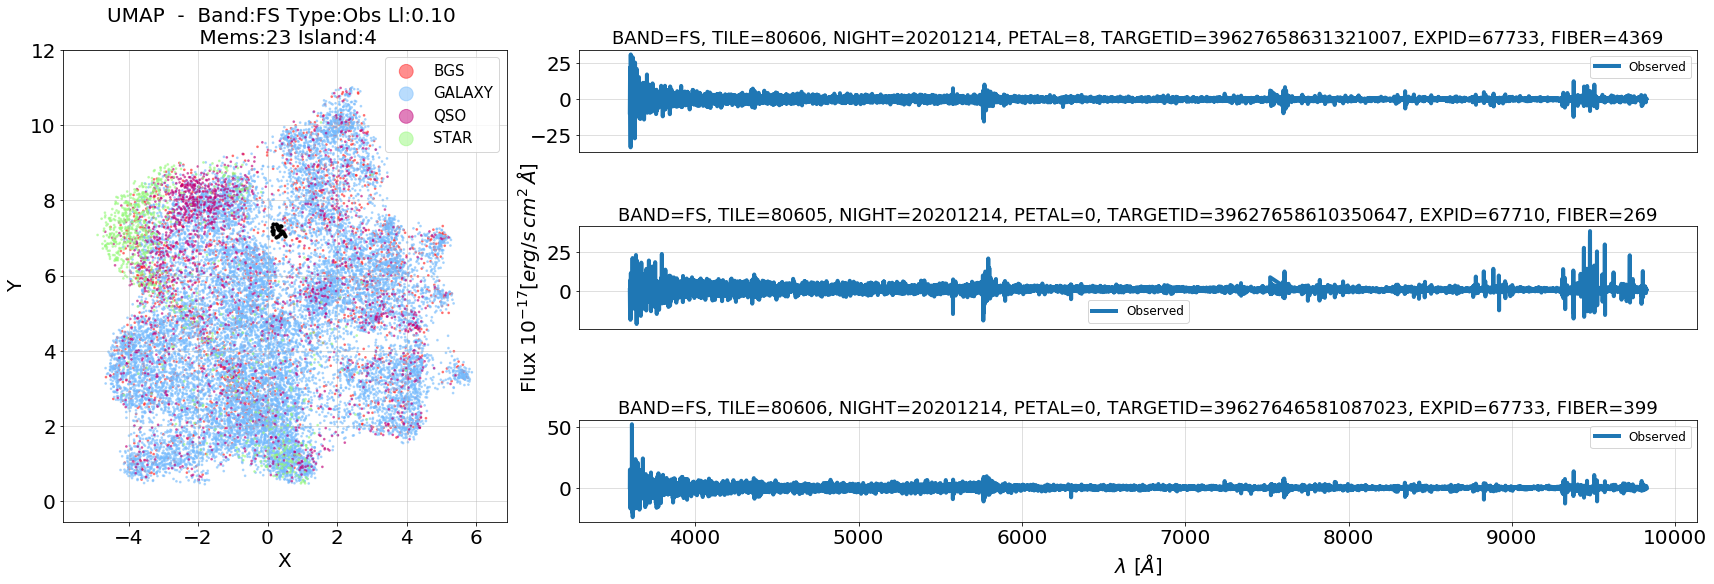 UMAP  -  Band:FS Type:Obs Ll:0.10
Mems:23 Island:4
12
10
8
6
4
2
0
Y
−4
−2
0
2
4
6
X
BGS
GALAXY
QSO
STAR
Flux 10⁻¹⁷[erg/s cm² Å]
BAND=FS, TILE=80606, NIGHT=20201214, PETAL=8, TARGETID=39627658631321007, EXPID=67733, FIBER=4369
25
0
−25
Observed
BAND=FS, TILE=80605, NIGHT=20201214, PETAL=0, TARGETID=39627658610350647, EXPID=67710, FIBER=269
25
0
Observed
BAND=FS, TILE=80606, NIGHT=20201214, PETAL=0, TARGETID=39627646581087023, EXPID=67733, FIBER=399
50
0
Observed
4000
5000
6000
7000
8000
9000
10000
λ [Å]